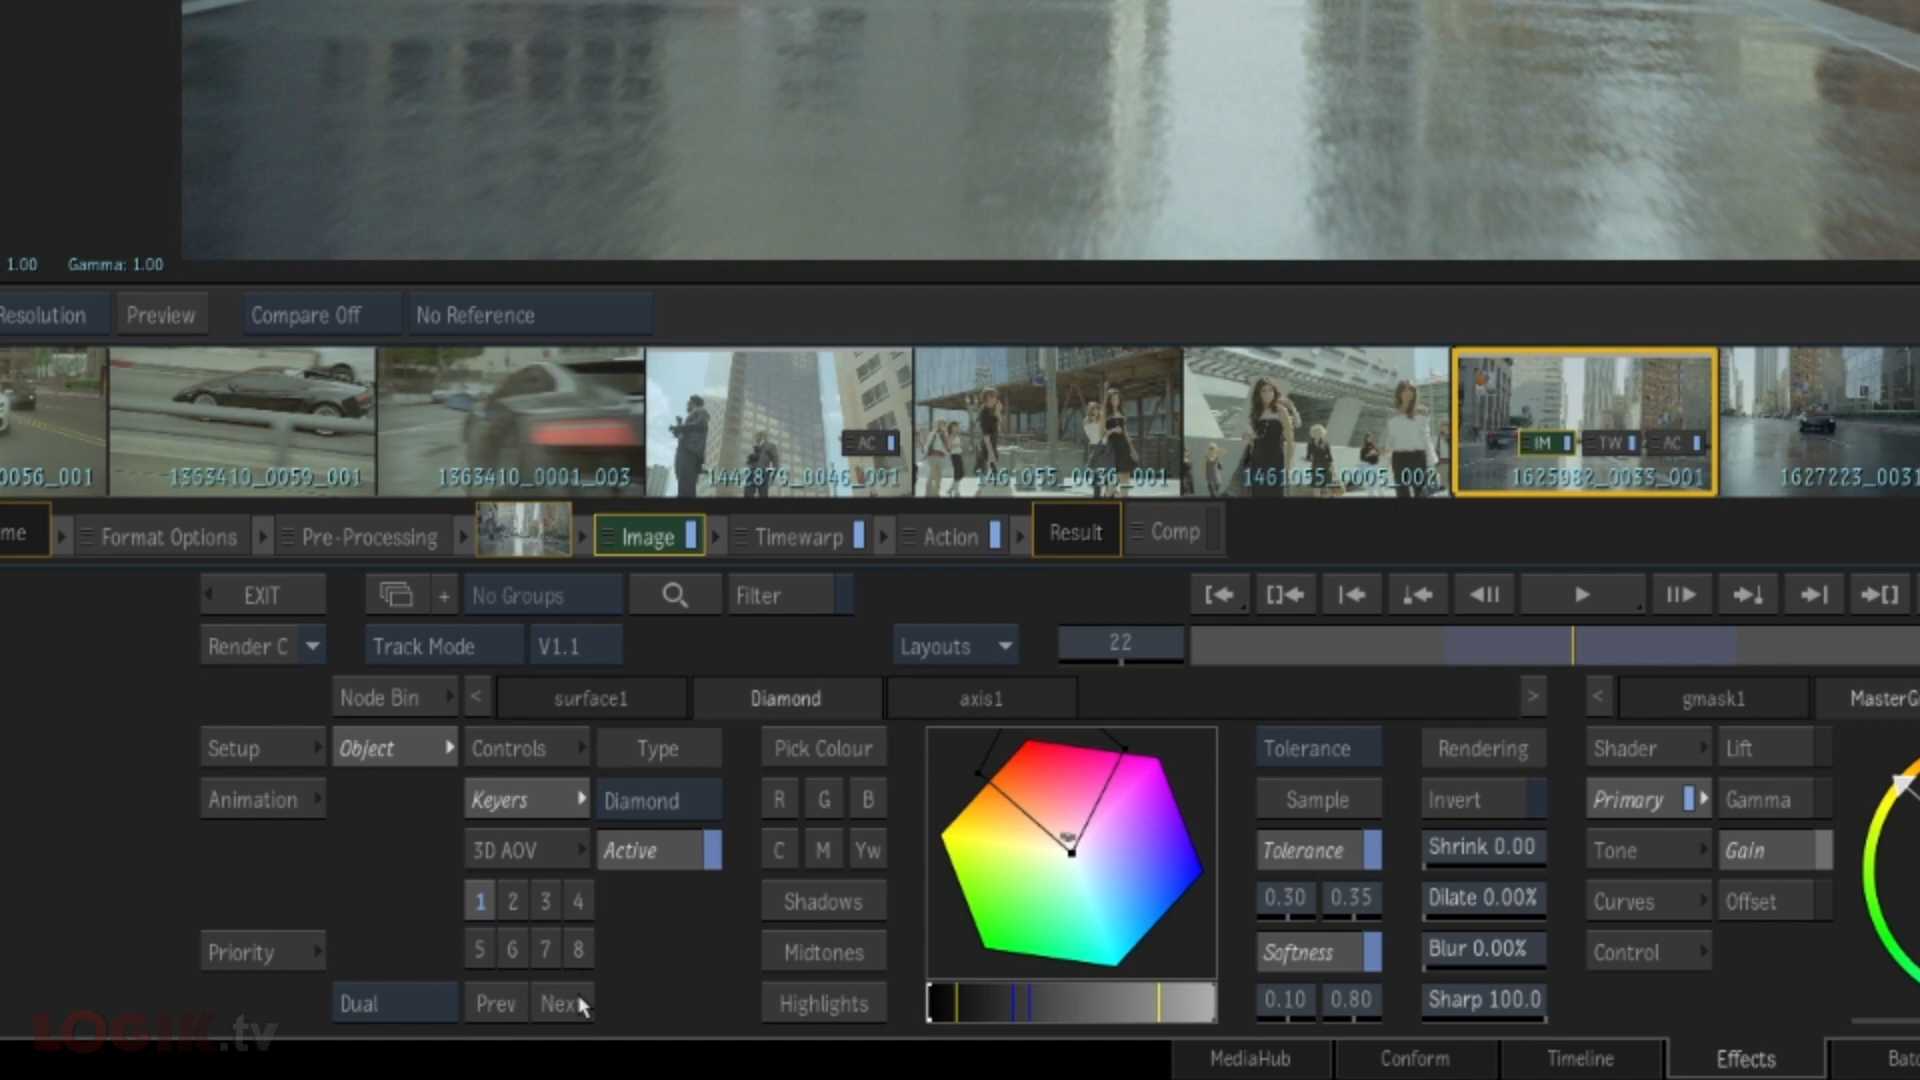 1.00 Gamma: 1.00
Resolution Preview Compare Off No Reference
AC IM TW AC
0056_001 1363410_0059_001 1363410_0001_003 1442879_0046_001 1461055_0036_001 1461055_0005_002 1625982_0033_001 1627223_0031
me Format Options Pre-Processing Image Timewarp Action Result Comp
EXIT + No Groups Filter
Render C Track Mode V1.1 Layouts 22
Node Bin < surface1 Diamond axis1 > < gmask1 MasterG
Setup Object Controls Type Pick Colour Tolerance Rendering Shader Lift
Animation Keyers Diamond R G B Sample Invert Primary Gamma
3D AOV Active C M Yw Tolerance Shrink 0.00 Tone Gain
1 2 3 4 Shadows 0.30 0.35 Dilate 0.00% Curves Offset
Priority 5 6 7 8 Midtones Softness Blur 0.00% Control
Dual Prev Next Highlights 0.10 0.80 Sharp 100.0
LOGIK.tv
MediaHub Conform Timeline Effects Batc